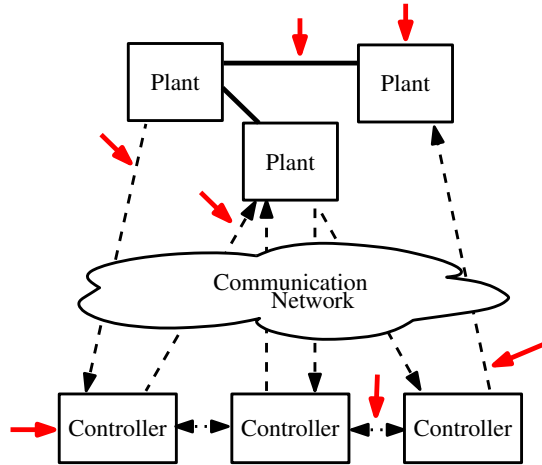 Plant
Plant
Plant
Communication
Network
Controller
Controller
Controller